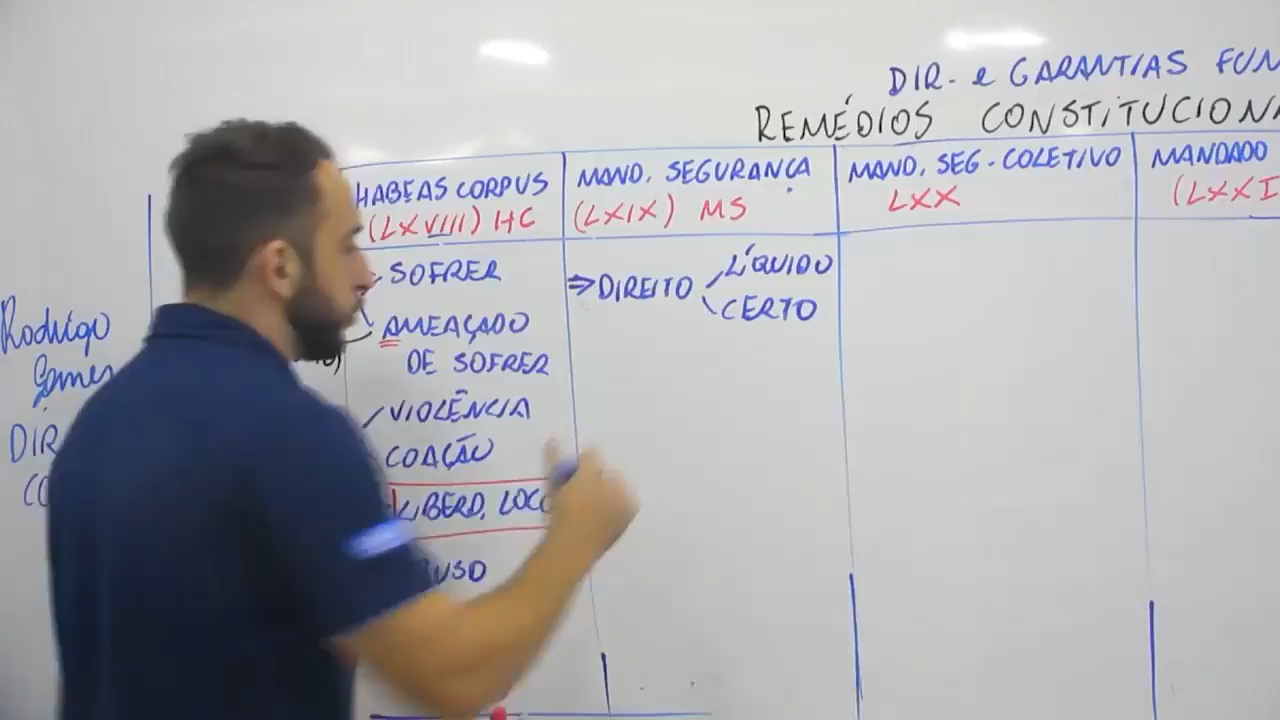 DIR. e GARANTIAS FUN
REMÉDIOS CONSTITUCIONA
HABEAS CORPUS
(LXVIII) HC
MAND. SEGURANÇA
(LXIX) MS
MAND. SEG. COLETIVO
LXX
MANDADO
(LXXI
SOFRER
AMEAÇADO
DE SOFRER
VIOLÊNCIA
COAÇÃO
LIBERD. LOCO
USO
⇒ DIREITO
LÍQUIDO
CERTO
Rodrigo
Gomes
DIR
CO